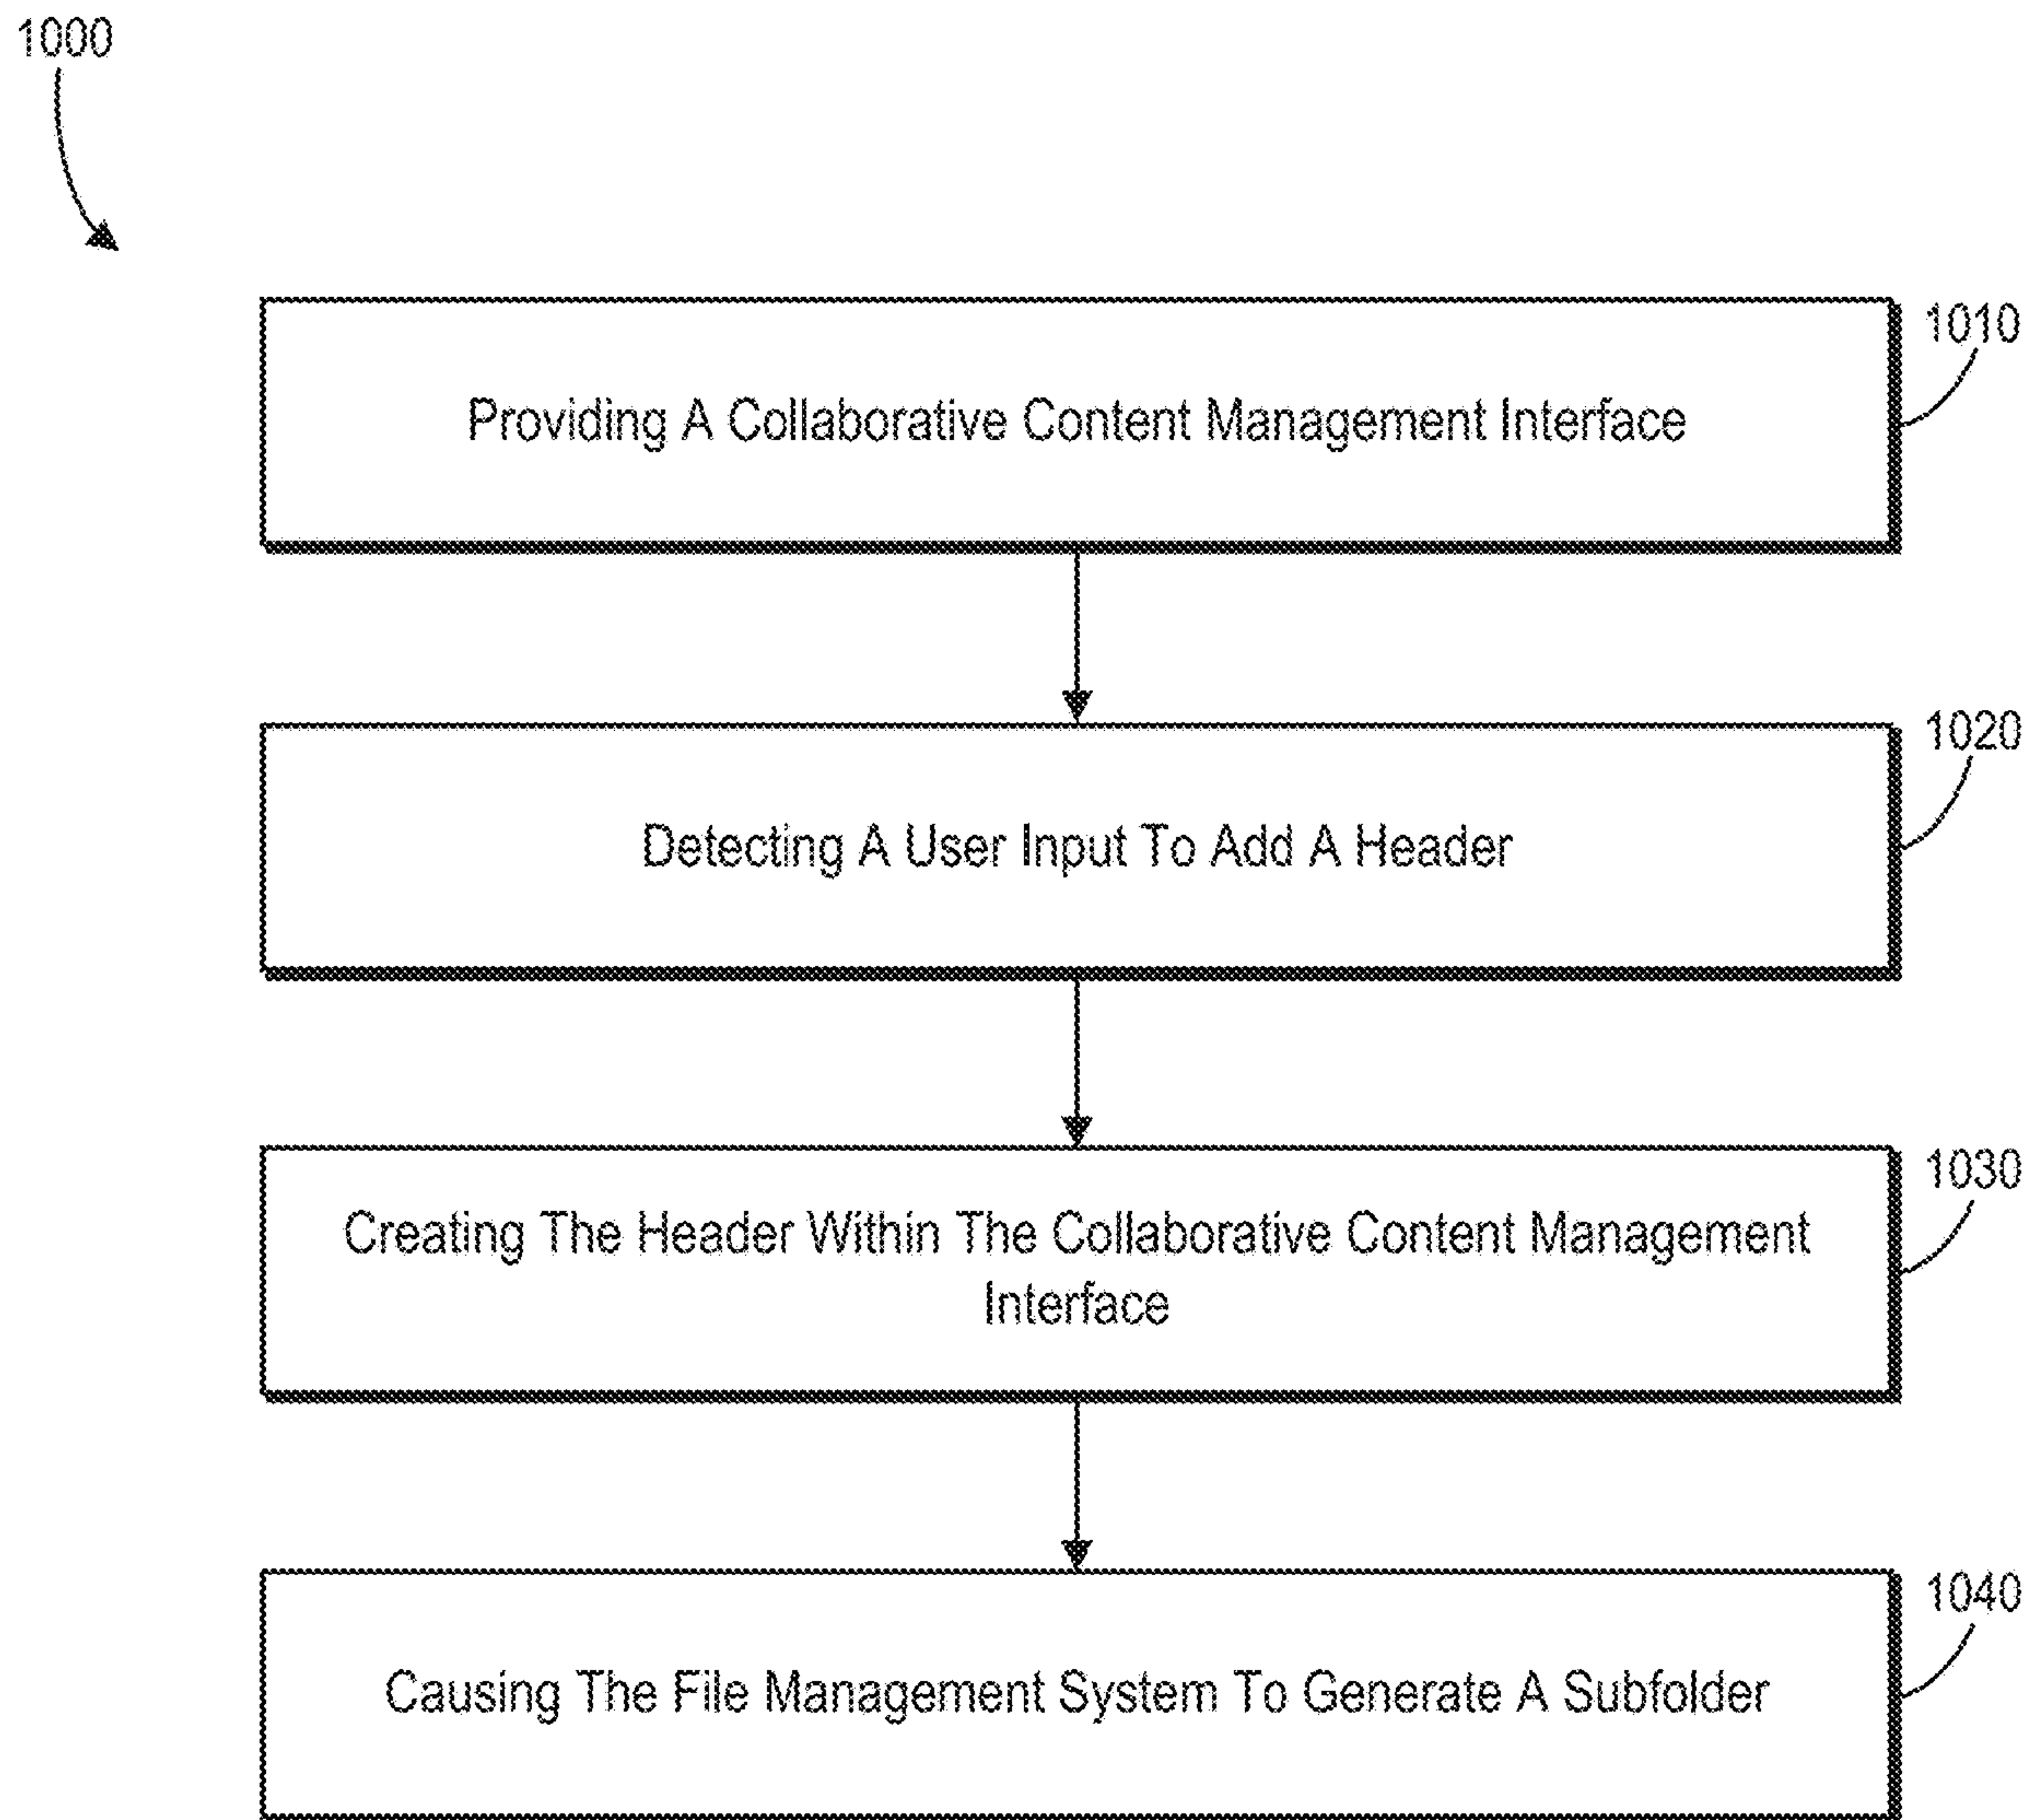 1000
1010
Providing A Collaborative Content Management Interface
1020
Detecting A User Input To Add A Header
1030
Creating The Header Within The Collaborative Content Management
Interface
1040
Causing The File Management System To Generate A Subfolder